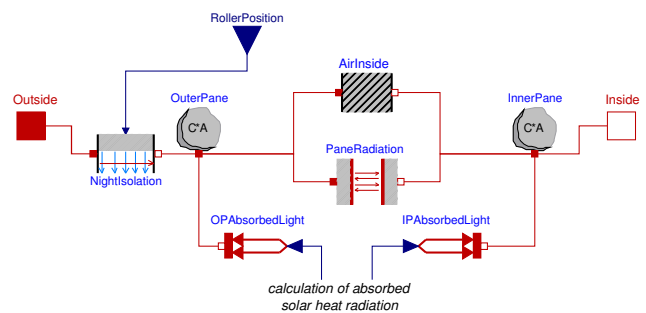 RollerPosition
AirInside
Outside
OuterPane
InnerPane
Inside
C*A
C*A
PaneRadiation
NightIsolation
OPAbsorbedLight
IPAbsorbedLight
calculation of absorbed
solar heat radiation